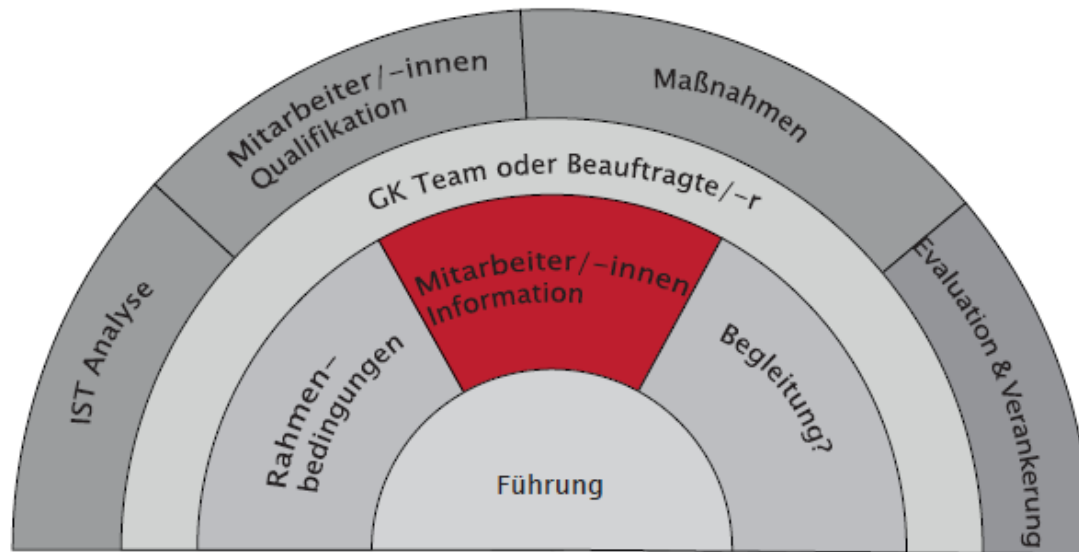 IST Analyse
Mitarbeiter/-innen
Qualifikation
Maßnahmen
Evaluation & Verankerung
GK Team oder Beauftragte/-r
Rahmen-
bedingungen
Mitarbeiter/-innen
Information
Begleitung?
Führung